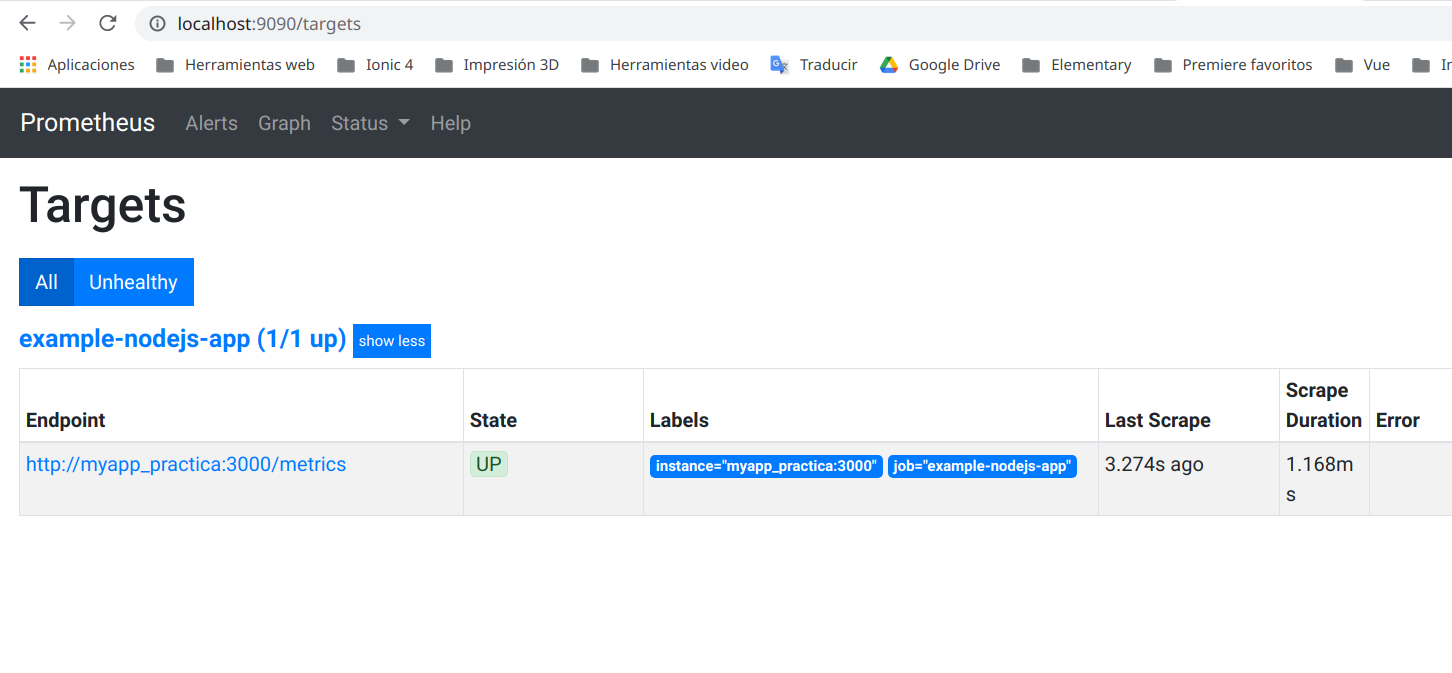 localhost:9090/targets
Aplicaciones Herramientas web Ionic 4 Impresión 3D Herramientas video Traducir Google Drive Elementary Premiere favoritos Vue
Prometheus Alerts Graph Status Help
Targets
All Unhealthy
example-nodejs-app (1/1 up) show less
Endpoint State Labels Last Scrape Scrape Duration Error
http://myapp_practica:3000/metrics UP instance="myapp_practica:3000" job="example-nodejs-app" 3.274s ago 1.168m
s